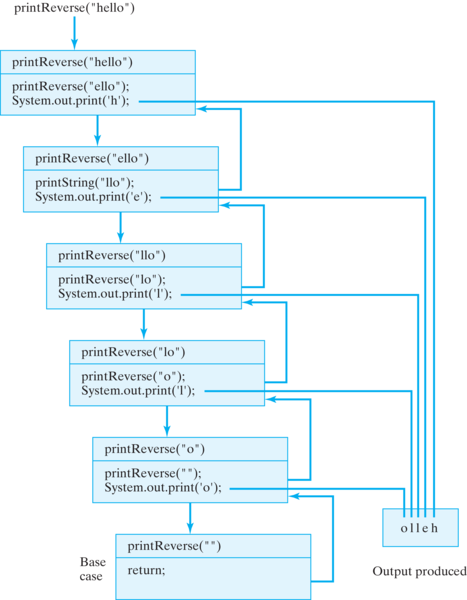 printReverse("hello")
printReverse("hello")
printReverse("ello");
System.out.print('h');
printReverse("ello")
printString("llo");
System.out.print('e');
printReverse("llo")
printReverse("lo");
System.out.print('l');
printReverse("lo")
printReverse("o");
System.out.print('l');
printReverse("o")
printReverse("");
System.out.print('o');
o l l e h
printReverse("")
Base
case
return;
Output produced